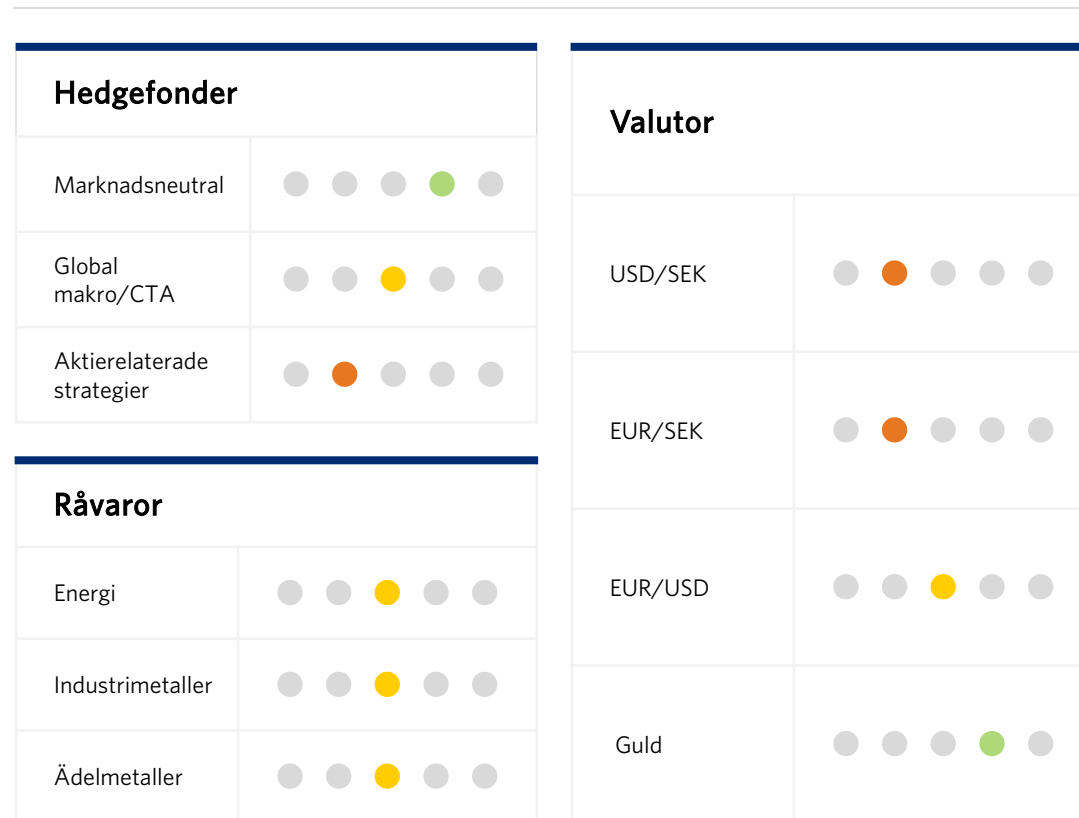 Hedgefonder
Marknadsneutral
Global
makro/CTA
Aktierelaterade
strategier
Råvaror
Energi
Industrimetaller
Ädelmetaller
Valutor
USD/SEK
EUR/SEK
EUR/USD
Guld